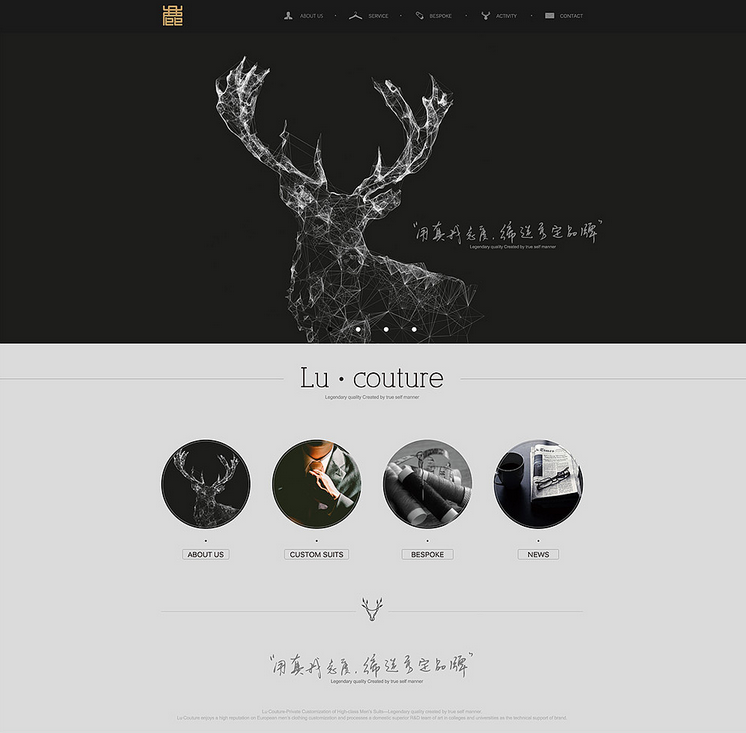 ABOUT US
SERVICE
BESPOKE
ACTIVITY
CONTACT
“用真我态度，缔造秀定品牌”
Legendary quality Created by true self manner
Lu · couture
Legendary quality Created by true self manner
ABOUT US
CUSTOM SUITS
BESPOKE
NEWS
“用真我态度，缔造秀定品牌”
Legendary quality Created by true self manner
Lu·Couture-Private Customization of High-class Men's Suits—Legendary quality created by true self manner.
Lu·Couture enjoys a high reputation on European men's clothing customization and processes a domestic superior R&D team of art in colleges and universities as the technical support of brand.